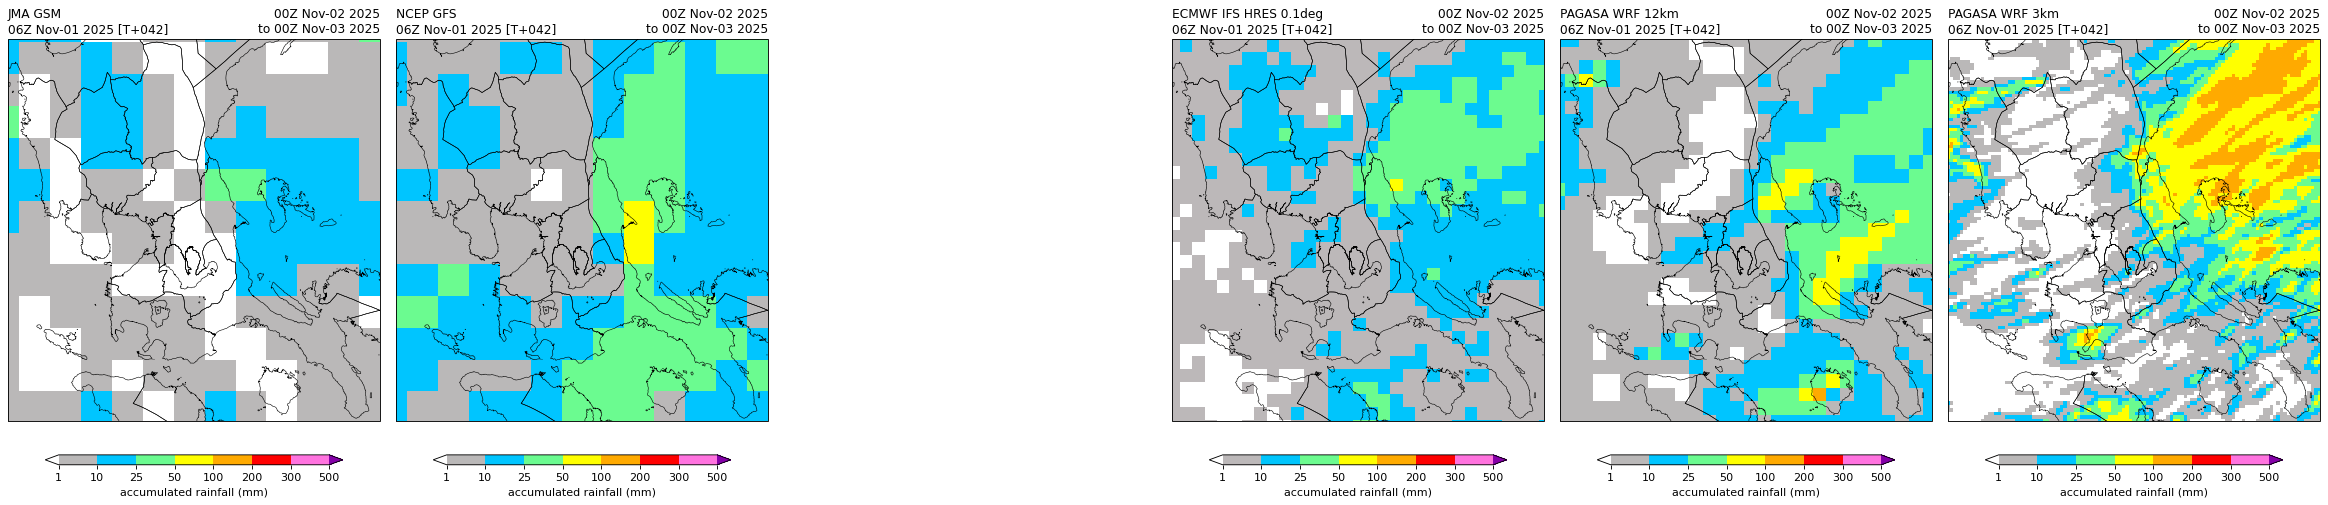 JMA GSM 00Z Nov-02 2025
06Z Nov-01 2025 [T+042] to 00Z Nov-03 2025
1 10 25 50 100 200 300 500
accumulated rainfall (mm)
NCEP GFS 00Z Nov-02 2025
06Z Nov-01 2025 [T+042] to 00Z Nov-03 2025
1 10 25 50 100 200 300 500
accumulated rainfall (mm)
ECMWF IFS HRES 0.1deg 00Z Nov-02 2025
06Z Nov-01 2025 [T+042] to 00Z Nov-03 2025
1 10 25 50 100 200 300 500
accumulated rainfall (mm)
PAGASA WRF 12km 00Z Nov-02 2025
06Z Nov-01 2025 [T+042] to 00Z Nov-03 2025
1 10 25 50 100 200 300 500
accumulated rainfall (mm)
PAGASA WRF 3km 00Z Nov-02 2025
06Z Nov-01 2025 [T+042] to 00Z Nov-03 2025
1 10 25 50 100 200 300 500
accumulated rainfall (mm)